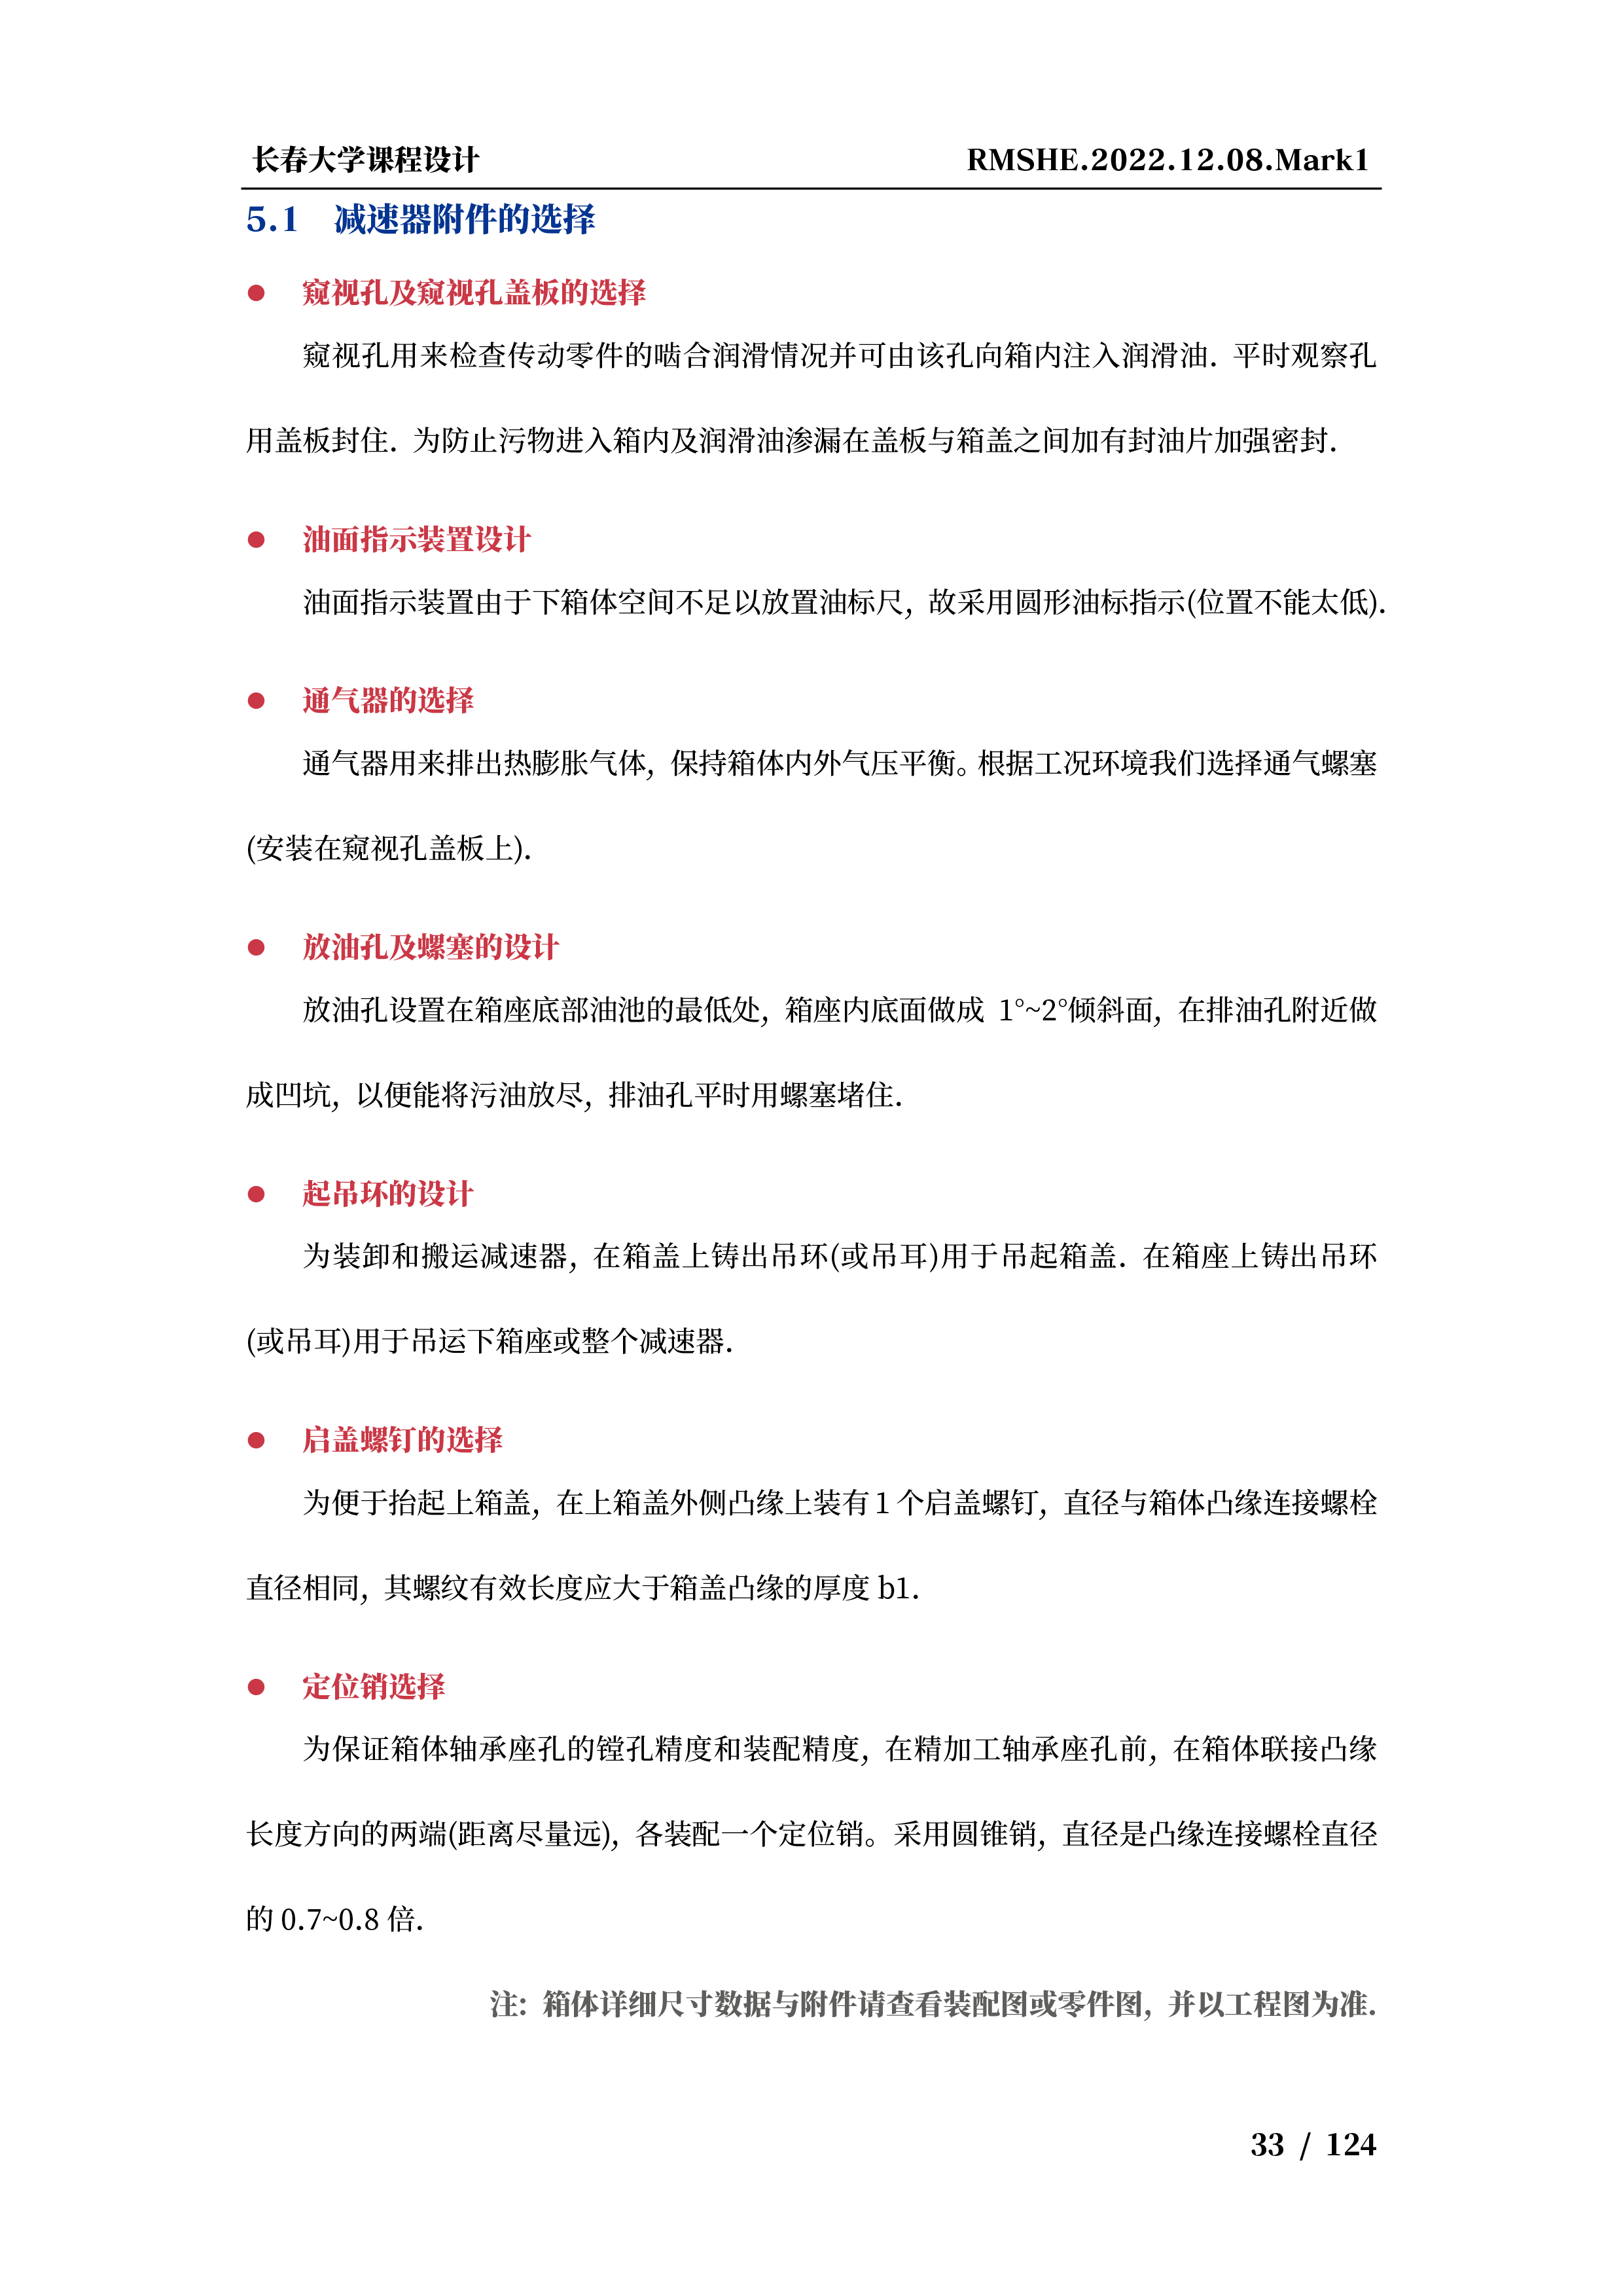 长春大学课程设计 RMSHE.2022.12.08.Mark1
5.1 减速器附件的选择
● 窥视孔及窥视孔盖板的选择
窥视孔用来检查传动零件的啮合润滑情况并可由该孔向箱内注入润滑油. 平时观察孔
用盖板封住. 为防止污物进入箱内及润滑油渗漏在盖板与箱盖之间加有封油片加强密封.
● 油面指示装置设计
油面指示装置由于下箱体空间不足以放置油标尺, 故采用圆形油标指示(位置不能太低).
● 通气器的选择
通气器用来排出热膨胀气体, 保持箱体内外气压平衡。根据工况环境我们选择通气螺塞
(安装在窥视孔盖板上).
● 放油孔及螺塞的设计
放油孔设置在箱座底部油池的最低处, 箱座内底面做成 1°~2°倾斜面, 在排油孔附近做
成凹坑, 以便能将污油放尽, 排油孔平时用螺塞堵住.
● 起吊环的设计
为装卸和搬运减速器, 在箱盖上铸出吊环(或吊耳)用于吊起箱盖. 在箱座上铸出吊环
(或吊耳)用于吊运下箱座或整个减速器.
● 启盖螺钉的选择
为便于抬起上箱盖, 在上箱盖外侧凸缘上装有 1 个启盖螺钉, 直径与箱体凸缘连接螺栓
直径相同, 其螺纹有效长度应大于箱盖凸缘的厚度 b1.
● 定位销选择
为保证箱体轴承座孔的镗孔精度和装配精度, 在精加工轴承座孔前, 在箱体联接凸缘
长度方向的两端(距离尽量远), 各装配一个定位销。采用圆锥销, 直径是凸缘连接螺栓直径
的 0.7~0.8 倍.
注: 箱体详细尺寸数据与附件请查看装配图或零件图, 并以工程图为准.
33 / 124